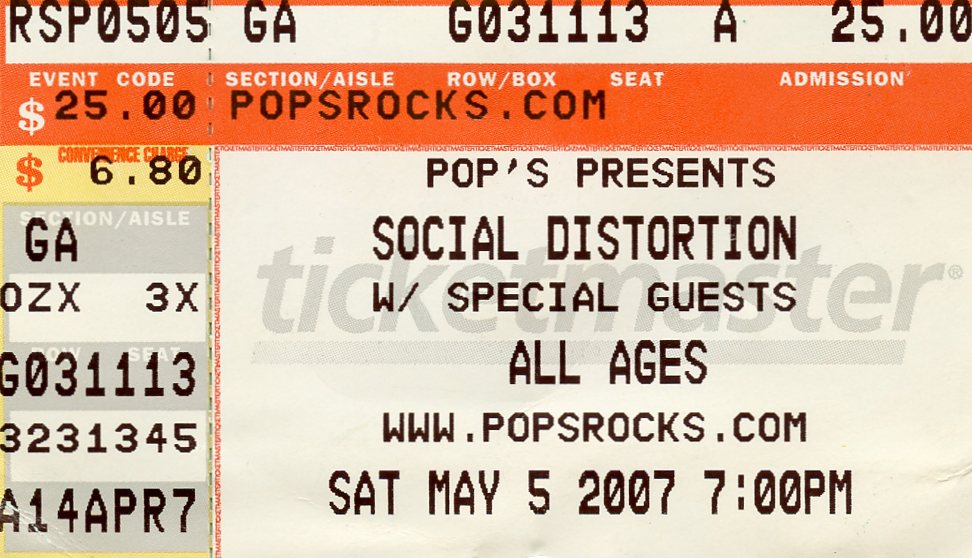 RSP0505 GA G031113 A 25.00
EVENT CODE SECTION/AISLE ROW/BOX SEAT ADMISSION
$ 25.00 POPSROCKS.COM
CONVENIENCE CHARGE
$ 6.80
POP'S PRESENTS
SECTION/AISLE
GA
SOCIAL DISTORTION
ticketmaster®
OZX 3X
W/ SPECIAL GUESTS
ROW SEAT
G031113
ALL AGES
3231345
WWW.POPSROCKS.COM
A14APR7
SAT MAY 5 2007 7:00PM